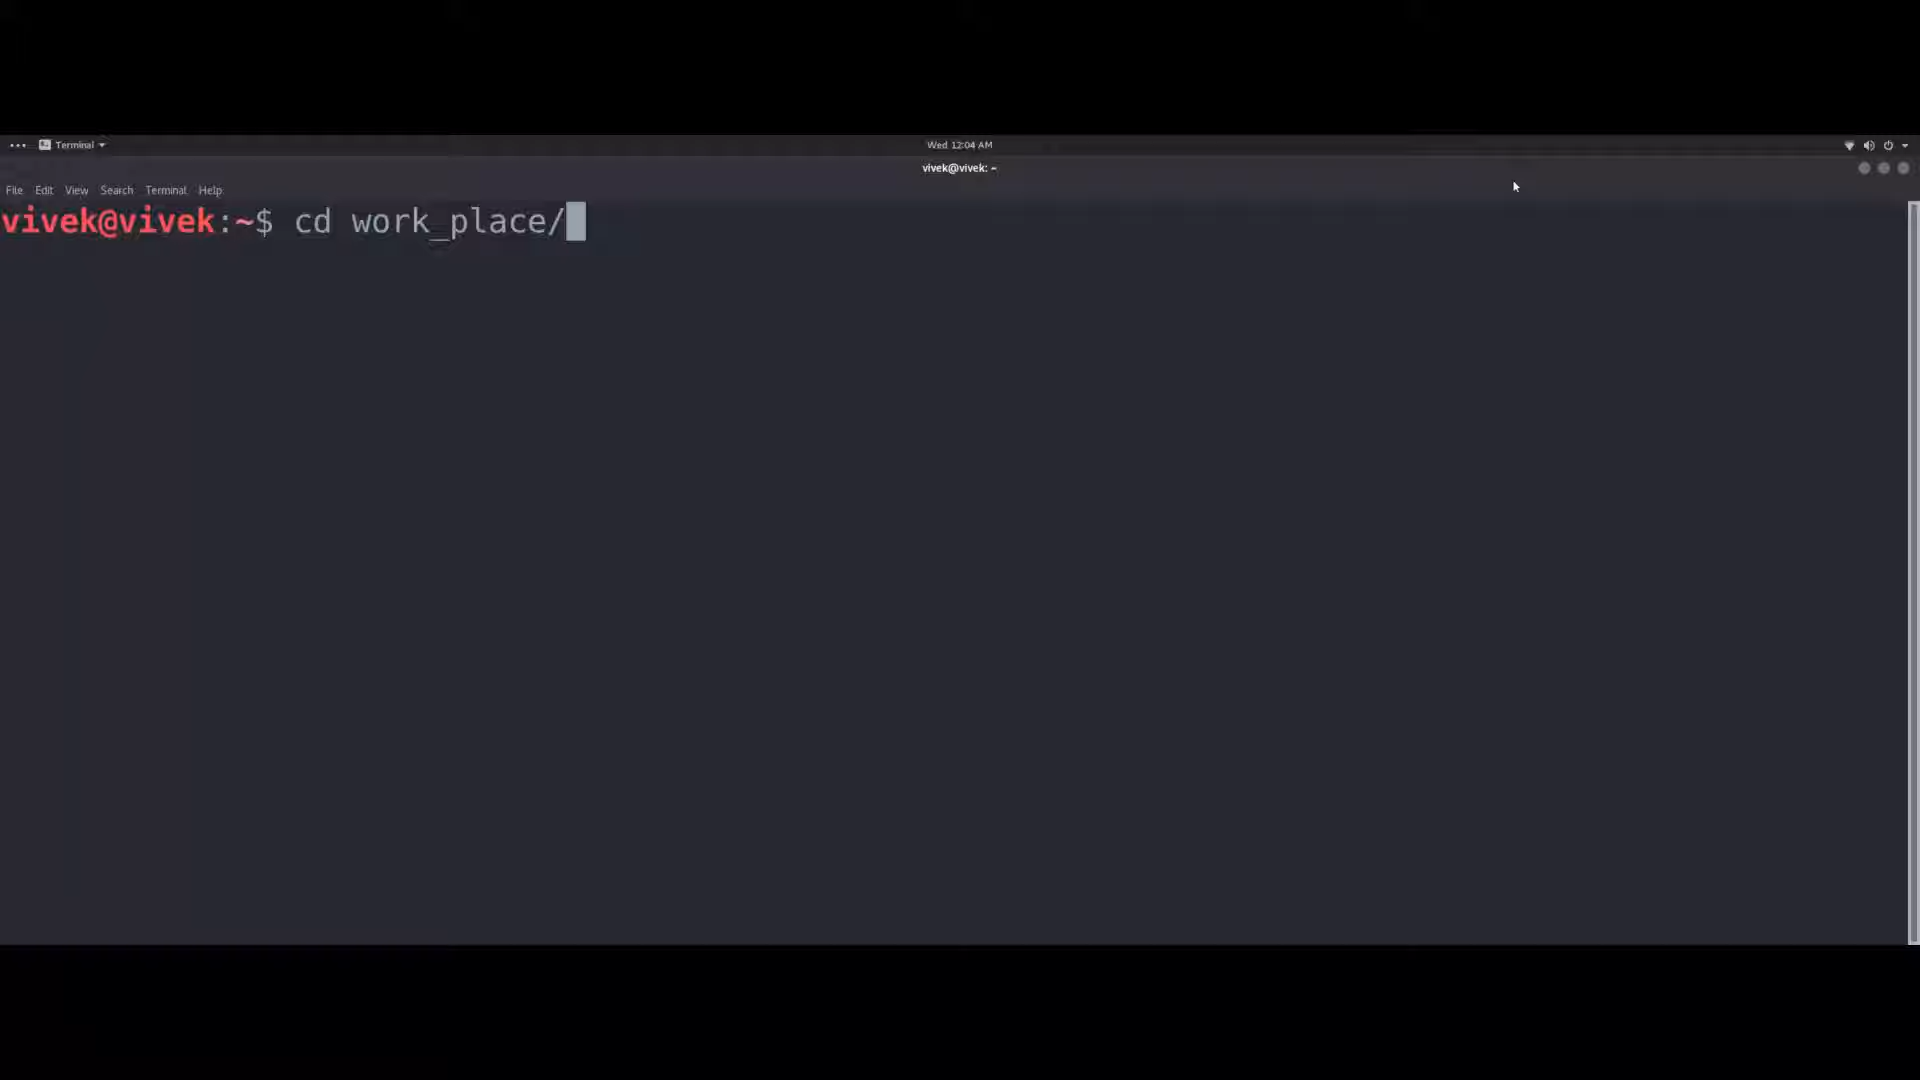 Terminal
Wed 12:04 AM
vivek@vivek: ~
File Edit View Search Terminal Help
vivek@vivek:~$ cd work_place/